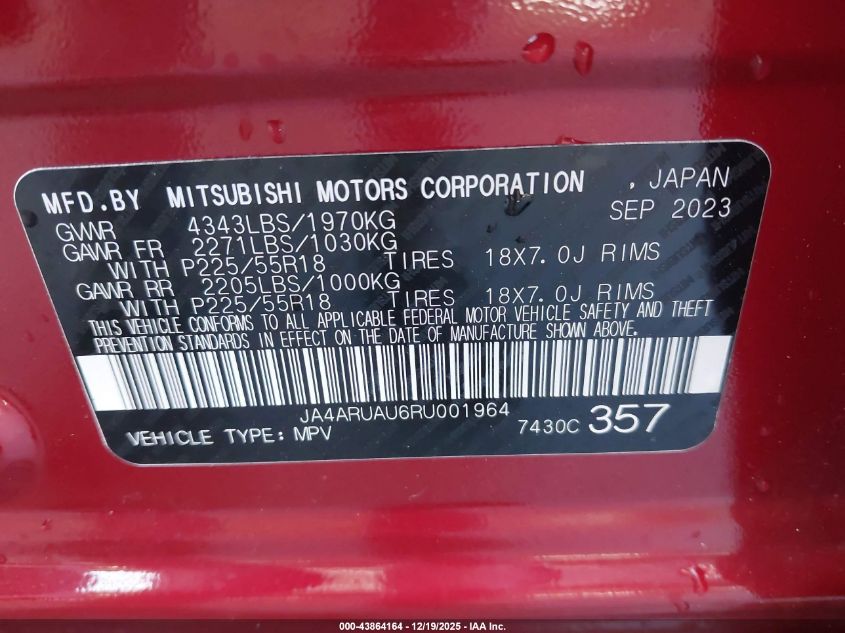 MFD.BY MITSUBISHI MOTORS CORPORATION , JAPAN
SEP 2023
GVWR 4343LBS/1970KG
GAWR FR 2271LBS/1030KG
WITH P225/55R18 TIRES 18X7.0J RIMS
GAWR RR 2205LBS/1000KG
WITH P225/55R18 TIRES 18X7.0J RIMS
THIS VEHICLE CONFORMS TO ALL APPLICABLE FEDERAL MOTOR VEHICLE SAFETY AND THEFT
PREVENTION STANDARDS IN EFFECT ON THE DATE OF MANUFACTURE SHOWN ABOVE.
JA4ARUAU6RU001964
VEHICLE TYPE: MPV 7430C 357
000-43864164 - 12/19/2025 - IAA Inc.